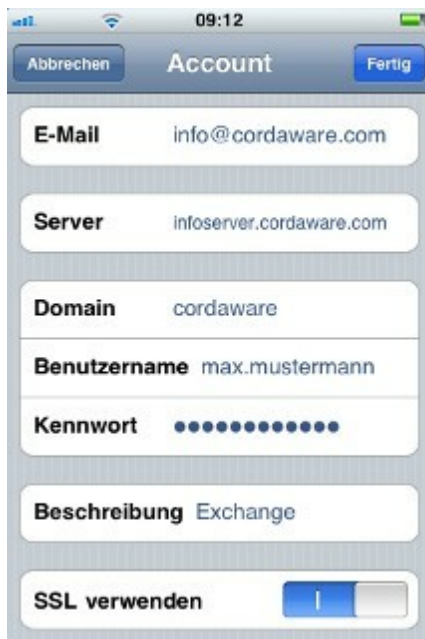 09:12
Abbrechen Account Fertig
E-Mail info@cordaware.com
Server infoserver.cordaware.com
Domain cordaware
Benutzername max.mustermann
Kennwort ●●●●●●●●●●●●
Beschreibung Exchange
SSL verwenden